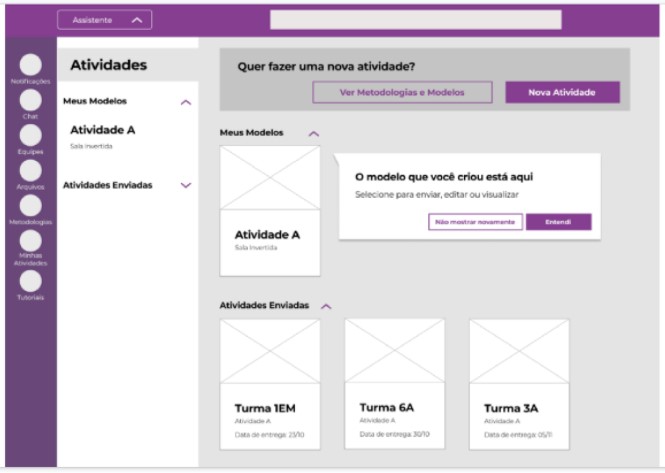 Assistente
Notificações
Chat
Equipes
Arquivos
Metodologias
Minhas
Atividades
Tutoriais
Atividades
Meus Modelos
Atividade A
Sala Invertida
Atividades Enviadas
Quer fazer uma nova atividade?
Ver Metodologias e Modelos
Nova Atividade
Meus Modelos
Atividade A
Sala Invertida
O modelo que você criou está aqui
Selecione para enviar, editar ou visualizar
Não mostrar novamente
Entendi
Atividades Enviadas
Turma 1EM
Atividade A
Data de entrega: 23/10
Turma 6A
Atividade A
Data de entrega: 30/10
Turma 3A
Atividade A
Data de entrega: 05/11